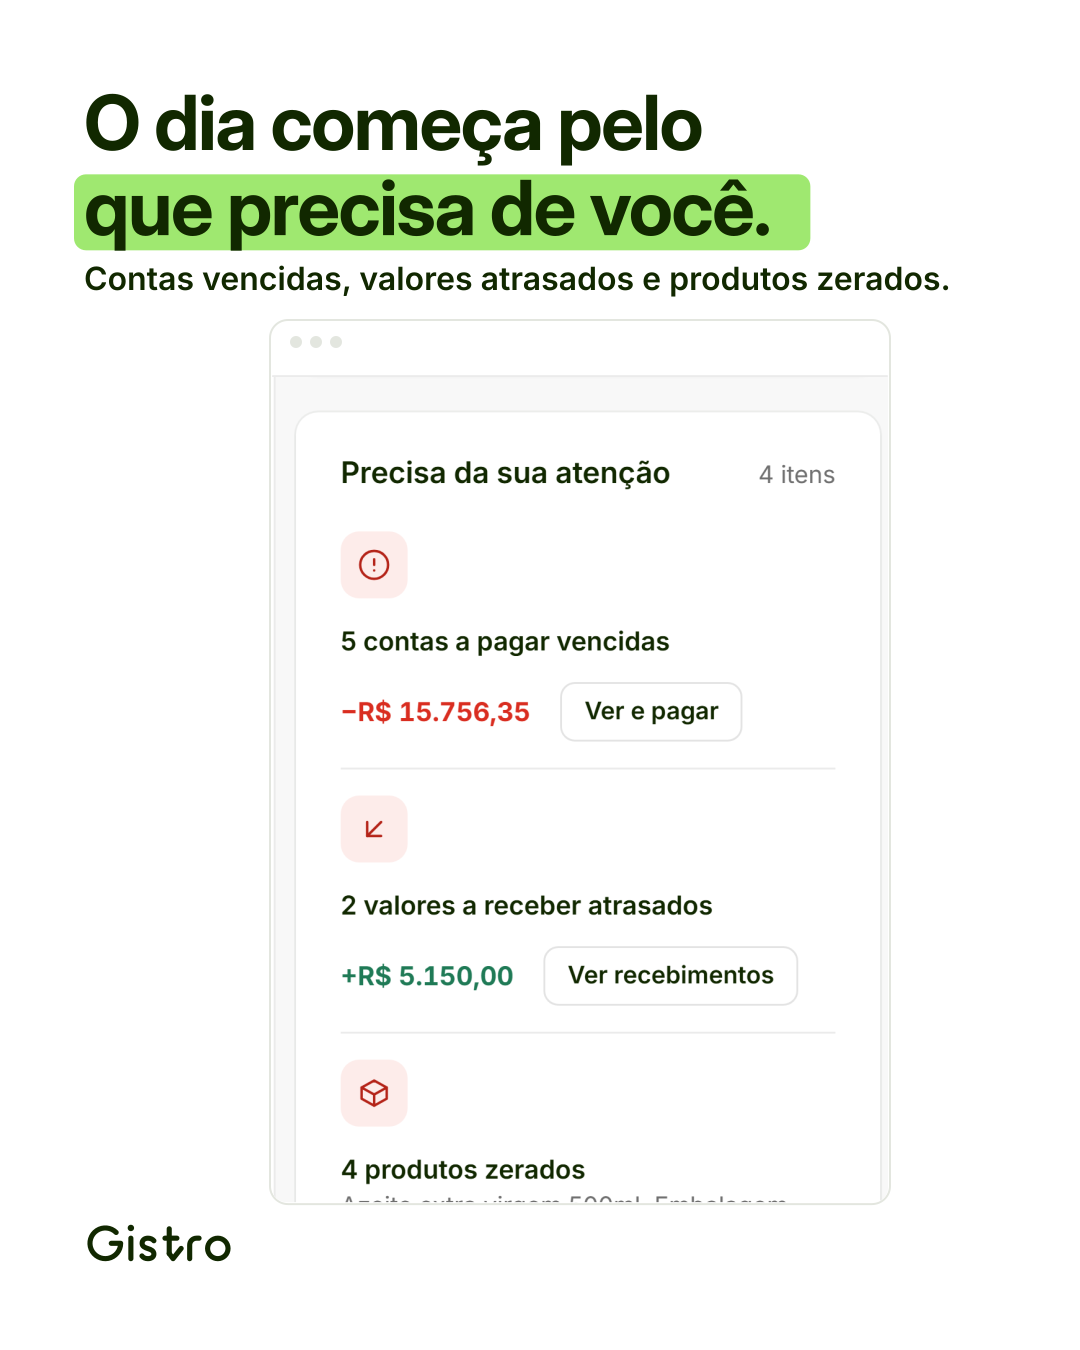 O dia começa pelo
que precisa de você.
Contas vencidas, valores atrasados e produtos zerados.
Precisa da sua atenção
4 itens
5 contas a pagar vencidas
−R$ 15.756,35
Ver e pagar
2 valores a receber atrasados
+R$ 5.150,00
Ver recebimentos
4 produtos zerados
Gistro